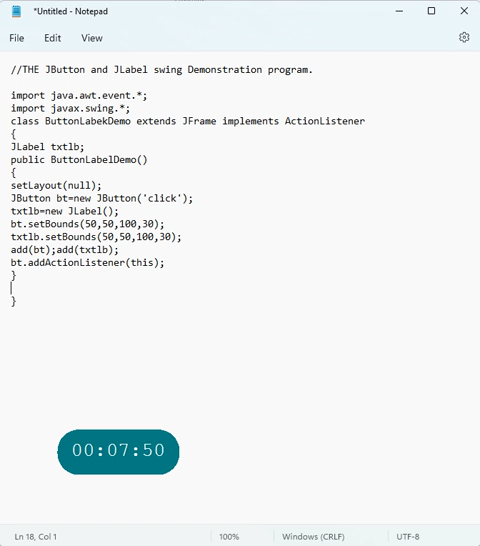 *Untitled - Notepad
File Edit View
//THE JButton and JLabel swing Demonstration program.
import java.awt.event.*;
import javax.swing.*;
class ButtonLabekDemo extends JFrame implements ActionListener
{
JLabel txtlb;
public ButtonLabelDemo()
{
setLayout(null);
JButton bt=new JButton('click');
txtlb=new JLabel();
bt.setBounds(50,50,100,30);
txtlb.setBounds(50,50,100,30);
add(bt);add(txtlb);
bt.addActionListener(this);
}
}
00:07:50
Ln 18, Col 1 100% Windows (CRLF) UTF-8